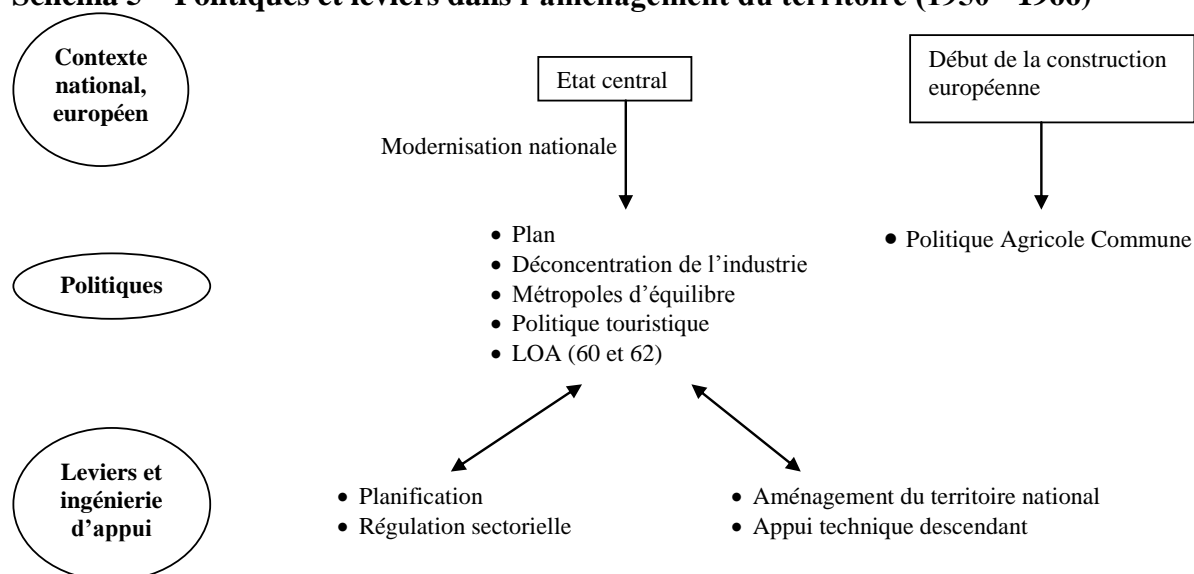 Schéma 3 – Politiques et leviers dans l'aménagement du territoire (1950 - 1966)
Contexte
national,
européen
Etat central
Début de la construction
européenne
Modernisation nationale
Politiques
• Plan
• Déconcentration de l'industrie
• Métropoles d'équilibre
• Politique touristique
• LOA (60 et 62)
• Politique Agricole Commune
Leviers et
ingénierie
d'appui
• Planification
• Régulation sectorielle
• Aménagement du territoire national
• Appui technique descendant